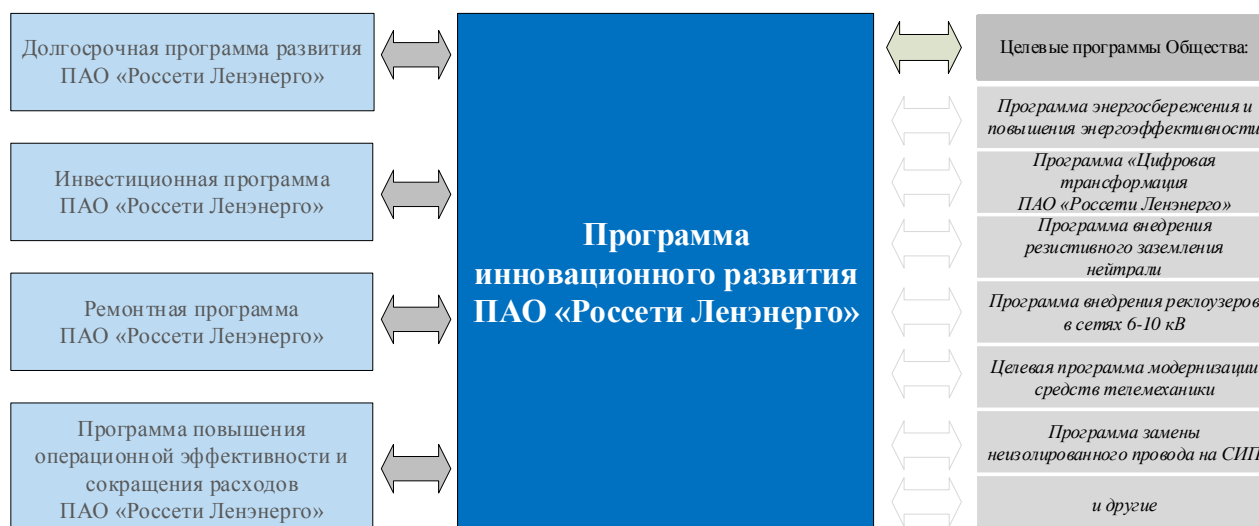 Долгосрочная программа развития
ПАО «Россети Ленэнерго»
Инвестиционная программа
ПАО «Россети Ленэнерго»
Ремонтная программа
ПАО «Россети Ленэнерго»
Программа повышения
операционной эффективности и
сокращения расходов
ПАО «Россети Ленэнерго»
Программа
инновационного развития
ПАО «Россети Ленэнерго»
Целевые программы Общества:
Программа энергосбережения и
повышения энергоэффективности
Программа «Цифровая
трансформация
ПАО «Россети Ленэнерго»
Программа внедрения
резистивного заземления
нейтрали
Программа внедрения реклоузеров
в сетях 6-10 кВ
Целевая программа модернизации
средств телемеханики
Программа замены
неизолированного провода на СИП
и другие